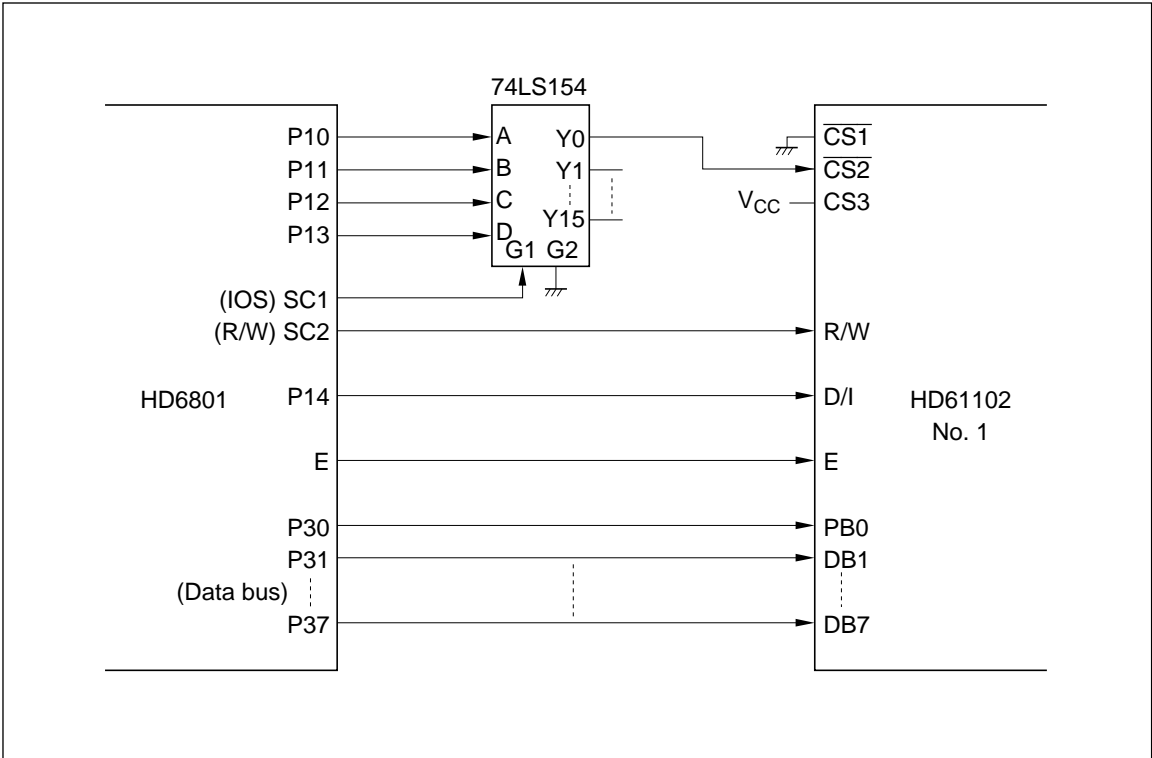 74LS154
P10
P11
P12
P13
A
B
C
D
Y0
Y1
Y15
G1 G2
CS1
CS2
V_CC CS3
(IOS) SC1
(R/W) SC2
R/W
HD6801
P14
D/I
HD61102
No. 1
E
E
P30
PB0
P31
DB1
(Data bus)
P37
DB7